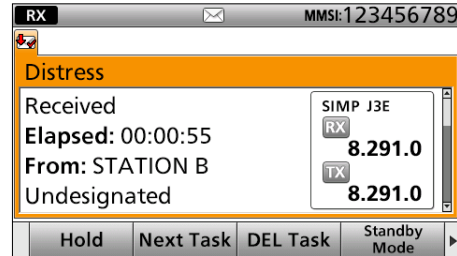 RX MMSI:123456789
Distress
Received
Elapsed: 00:00:55
From: STATION B
Undesignated
SIMP J3E
RX
8.291.0
TX
8.291.0
Hold Next Task DEL Task Standby Mode